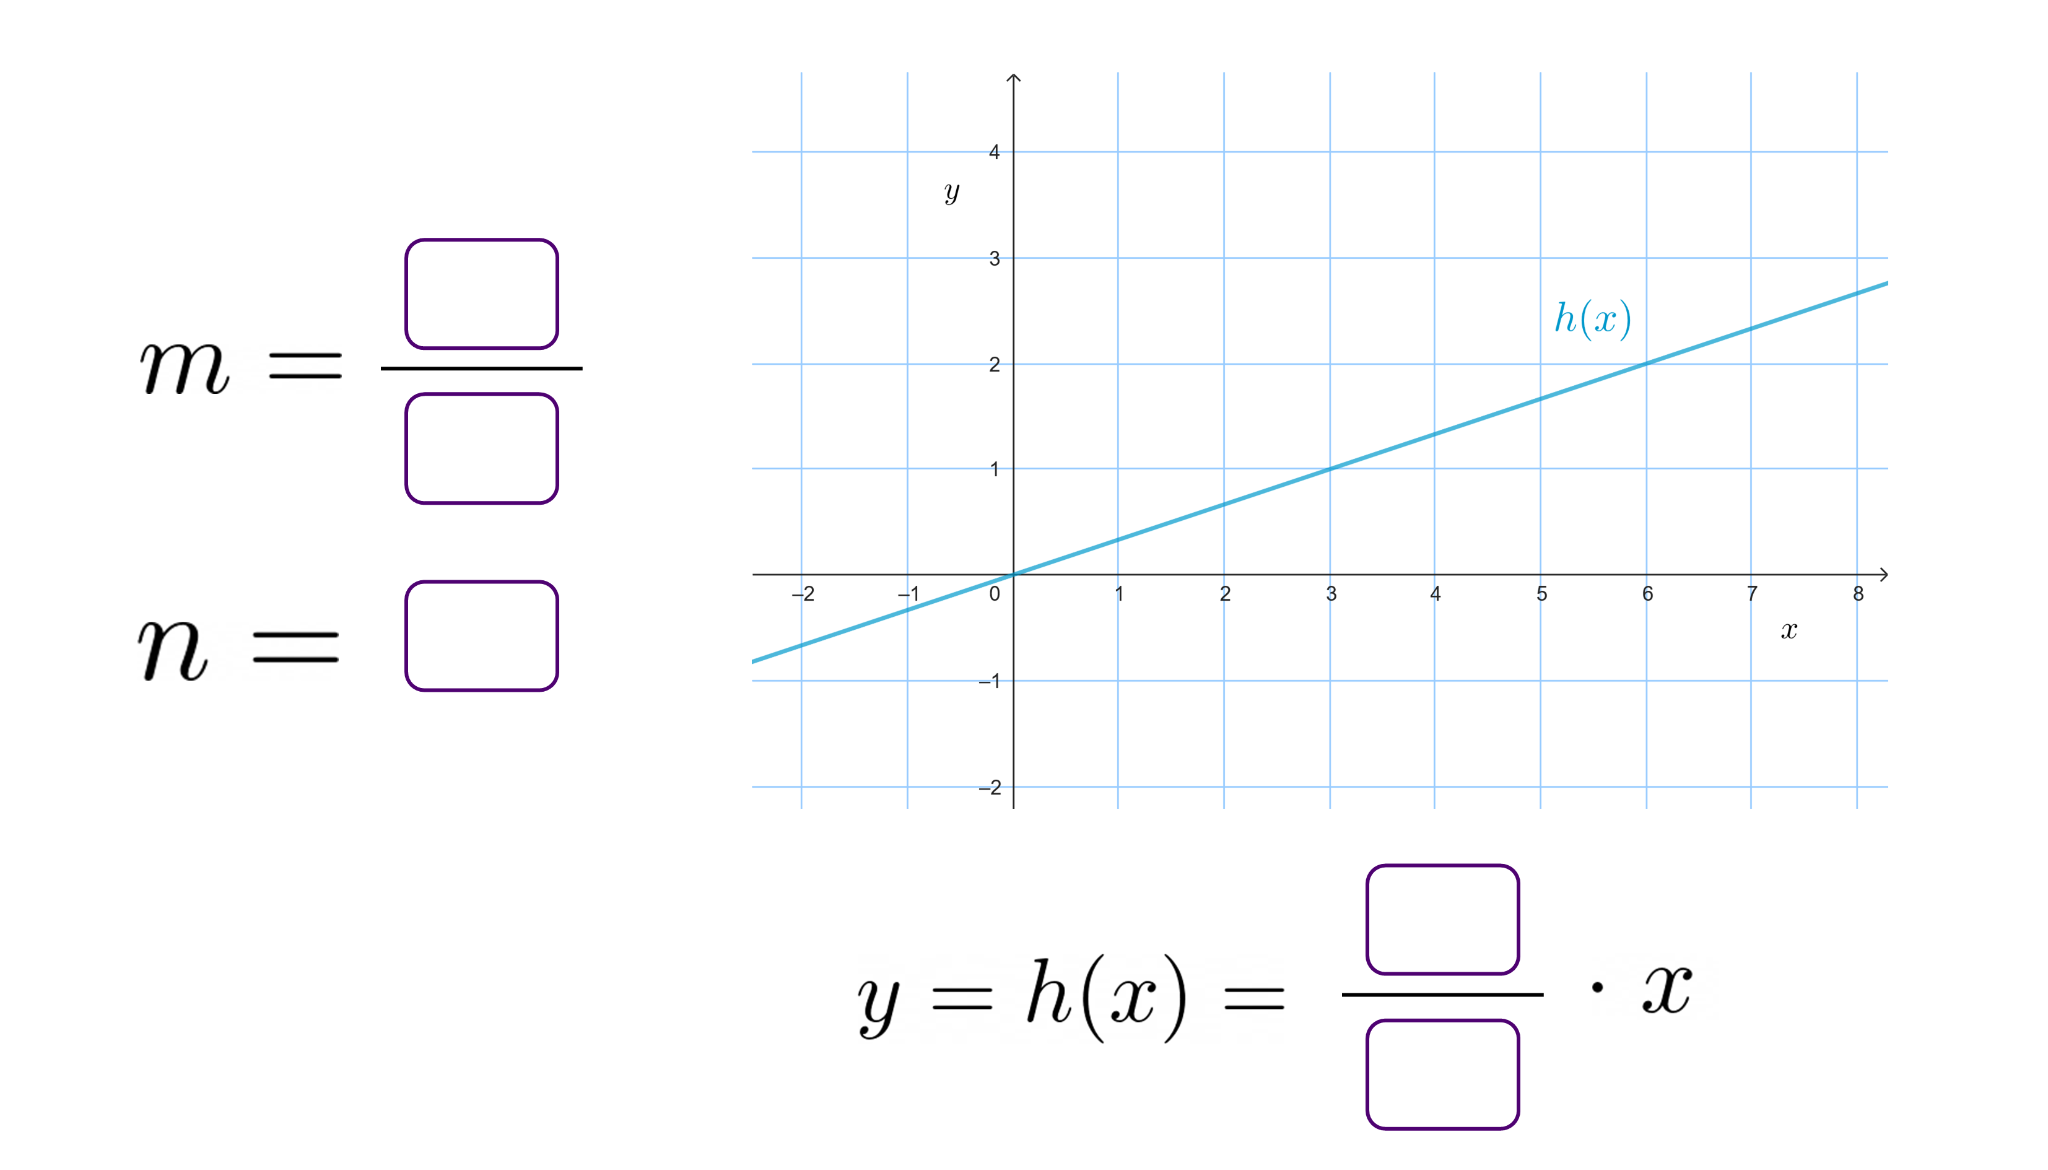 4
y
3
h(x)
2
m =
1
–2 –1 0 1 2 3 4 5 6 7 8
x
n =
–1
–2
y = h(x) = · x